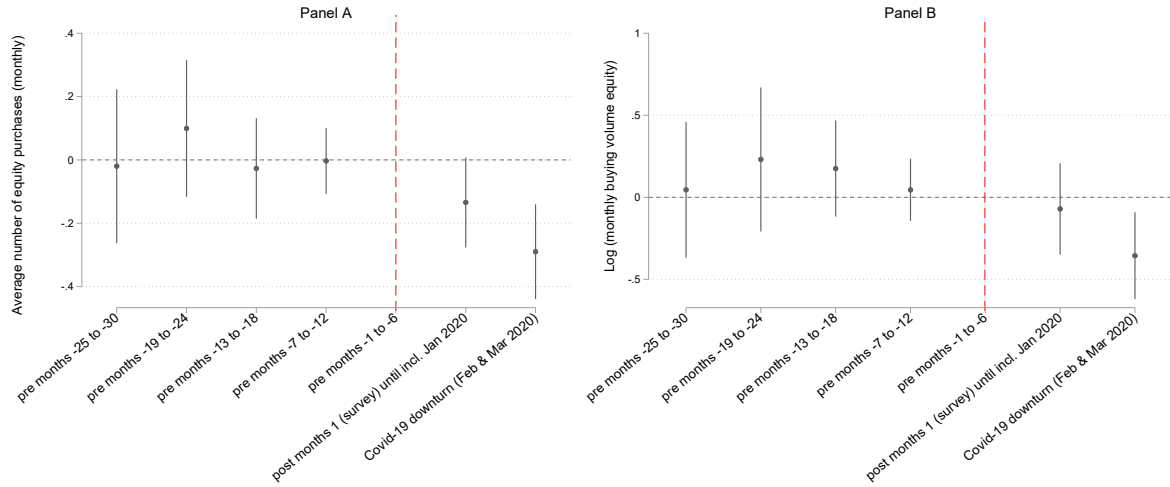 Panel A
Average number of equity purchases (monthly)
.4
.2
0
-.2
-.4
pre months -25 to -30
pre months -19 to -24
pre months -13 to -18
pre months -7 to -12
pre months -1 to -6
post months 1 (survey) until incl. Jan 2020
Covid-19 downturn (Feb & Mar 2020)
Panel B
Log (monthly buying volume equity)
1
.5
0
-.5
pre months -25 to -30
pre months -19 to -24
pre months -13 to -18
pre months -7 to -12
pre months -1 to -6
post months 1 (survey) until incl. Jan 2020
Covid-19 downturn (Feb & Mar 2020)